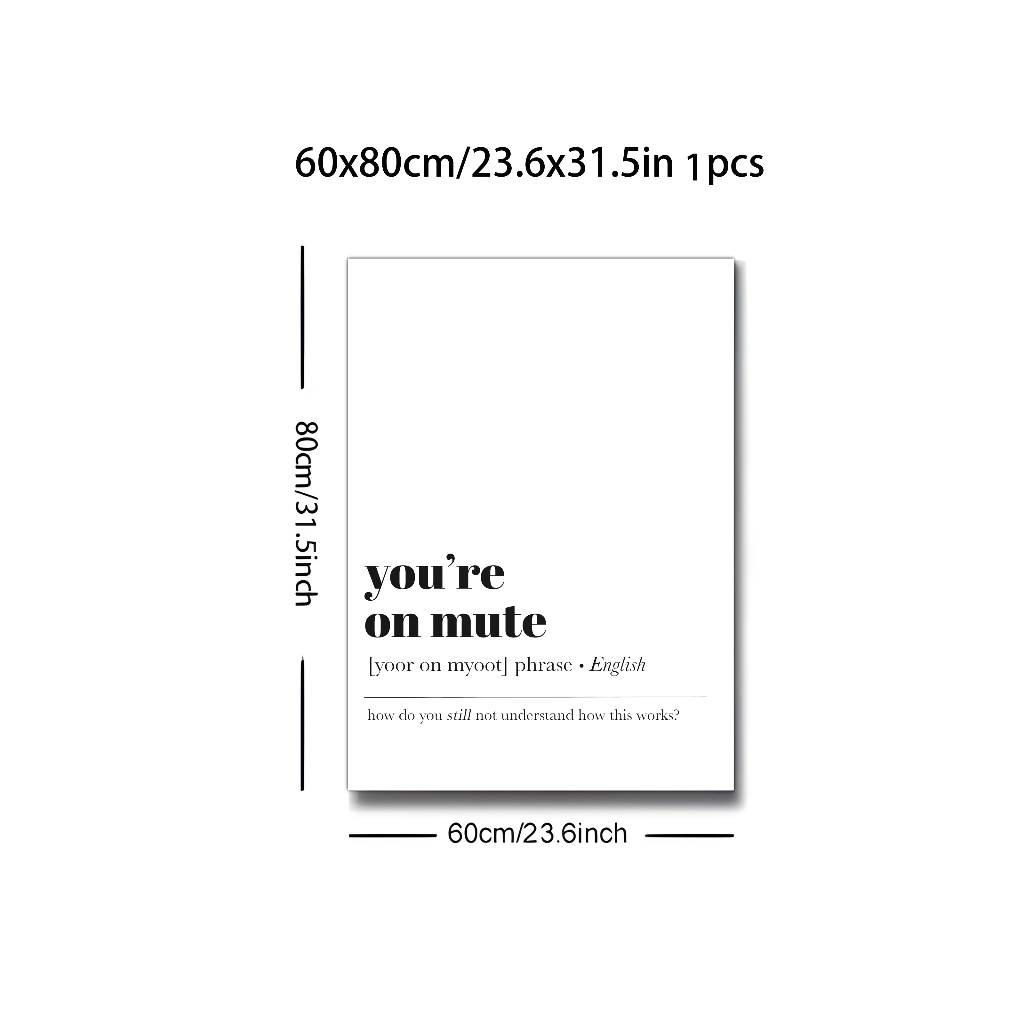 60x80cm/23.6x31.5in 1pcs
80cm/31.5inch
you're
on mute
[yoor on myoot] phrase • English
how do you still not understand how this works?
60cm/23.6inch